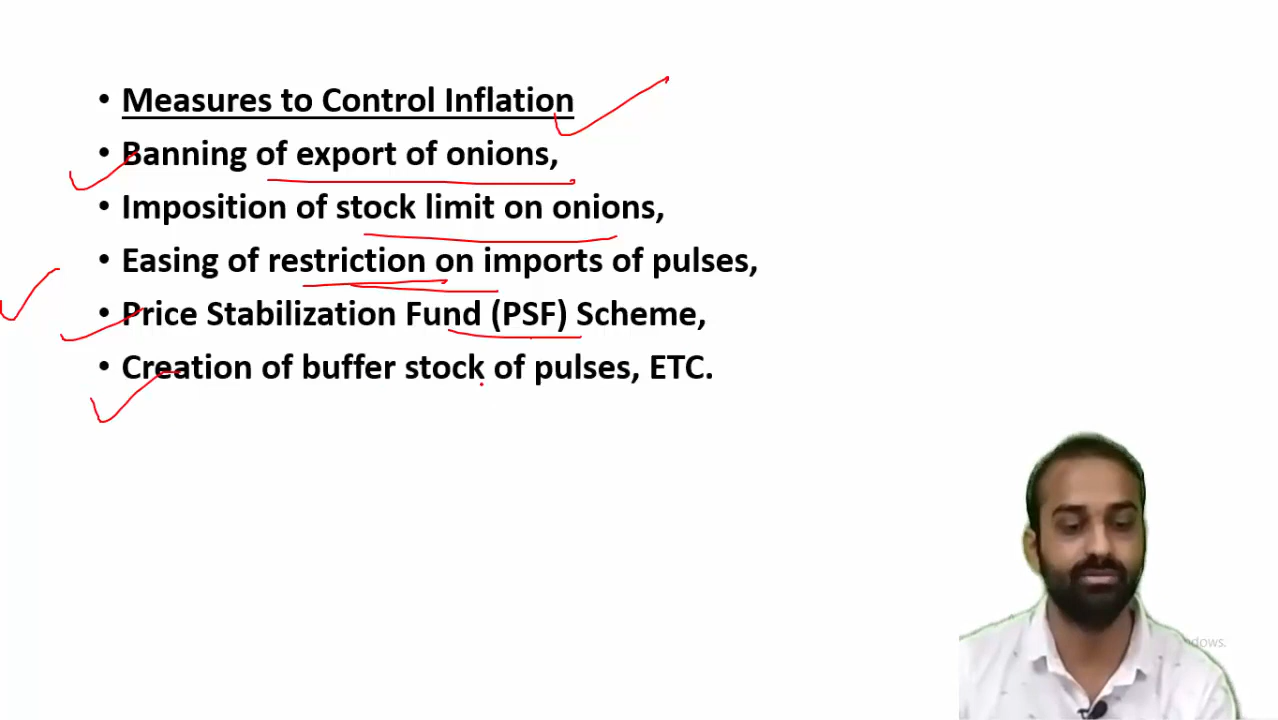 • Measures to Control Inflation
• Banning of export of onions,
• Imposition of stock limit on onions,
• Easing of restriction on imports of pulses,
• Price Stabilization Fund (PSF) Scheme,
• Creation of buffer stock of pulses, ETC.